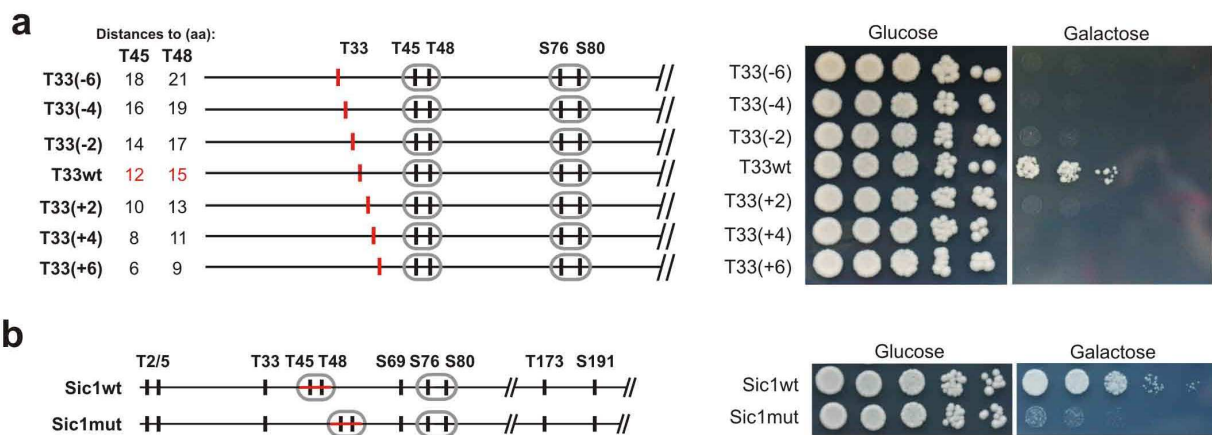 a
Distances to (aa):
T45 T48
T33 T45 T48 S76 S80
T33(-6) 18 21
T33(-4) 16 19
T33(-2) 14 17
T33wt 12 15
T33(+2) 10 13
T33(+4) 8 11
T33(+6) 6 9
Glucose Galactose
T33(-6)
T33(-4)
T33(-2)
T33wt
T33(+2)
T33(+4)
T33(+6)
b
T2/5 T33 T45 T48 S69 S76 S80 T173 S191
Sic1wt
Sic1mut
Glucose Galactose
Sic1wt
Sic1mut